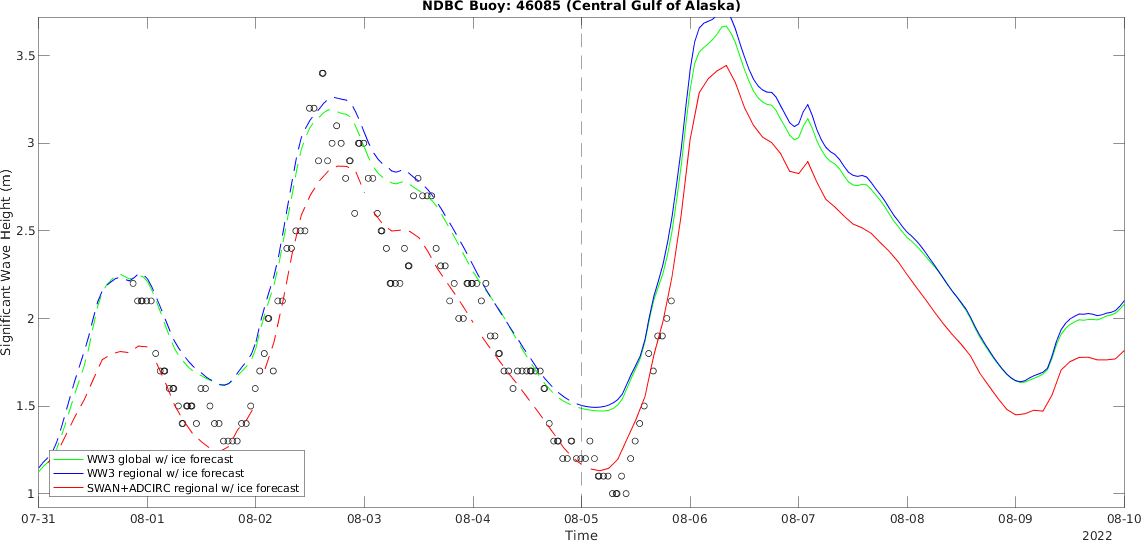 NDBC Buoy: 46085 (Central Gulf of Alaska)
Significant Wave Height (m)
3.5
3
2.5
2
1.5
1
WW3 global w/ ice forecast
WW3 regional w/ ice forecast
SWAN+ADCIRC regional w/ ice forecast
07-31 08-01 08-02 08-03 08-04 08-05 08-06 08-07 08-08 08-09 08-10
Time
2022